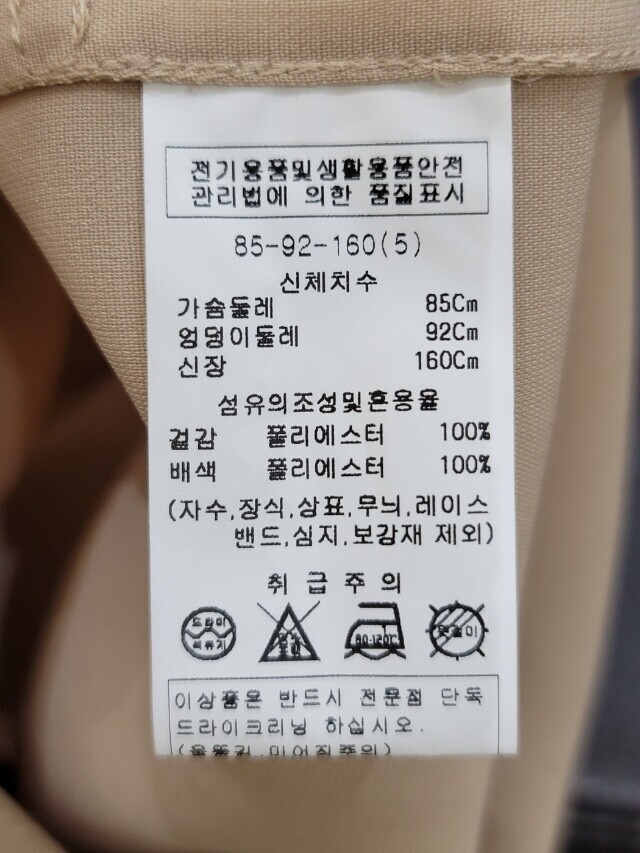 전기용품및생활용품안전
관리법에 의한 품질표시
85-92-160(5)
신체치수
가슴둘레 85Cm
엉덩이둘레 92Cm
신장 160Cm
섬유의조성및혼용율
겉감 폴리에스터 100%
배색 폴리에스터 100%
(자수,장식,상표,무늬,레이스
밴드,심지,보강재 제외)
취 급 주 의
드라이
석유계
80-120℃
이상품은 반드시 전문점 단독
드라이크리닝 하십시오.